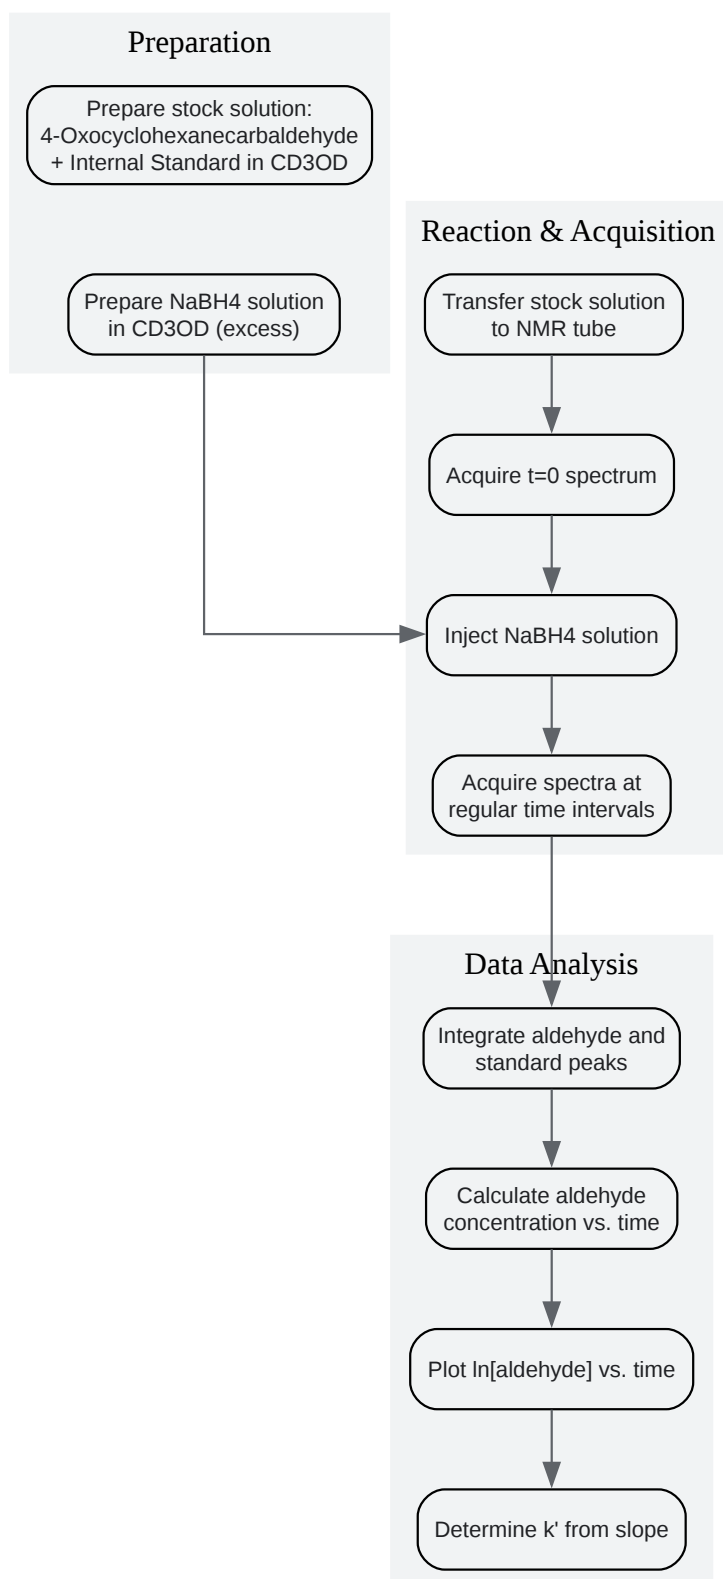 Preparation
Prepare stock solution:
4-Oxocyclohexanecarbaldehyde
+ Internal Standard in CD3OD
Prepare NaBH4 solution
in CD3OD (excess)
Reaction & Acquisition
Transfer stock solution
to NMR tube
Acquire t=0 spectrum
Inject NaBH4 solution
Acquire spectra at
regular time intervals
Data Analysis
Integrate aldehyde and
standard peaks
Calculate aldehyde
concentration vs. time
Plot ln[aldehyde] vs. time
Determine k' from slope